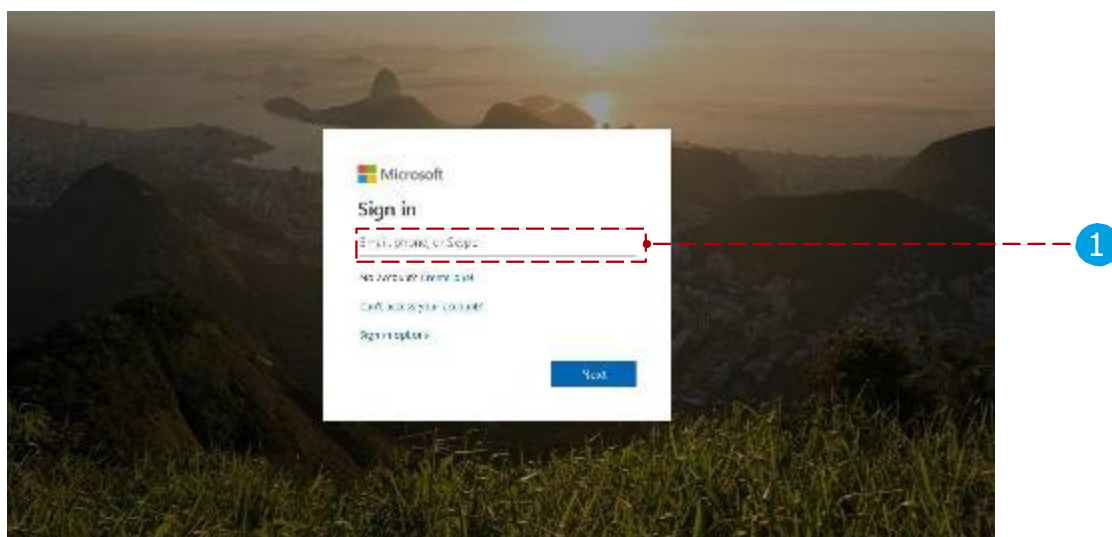 Microsoft
Sign in
Email, phone, or Skype
1
No account? Create one!
Can't access your account?
Sign in options
Next